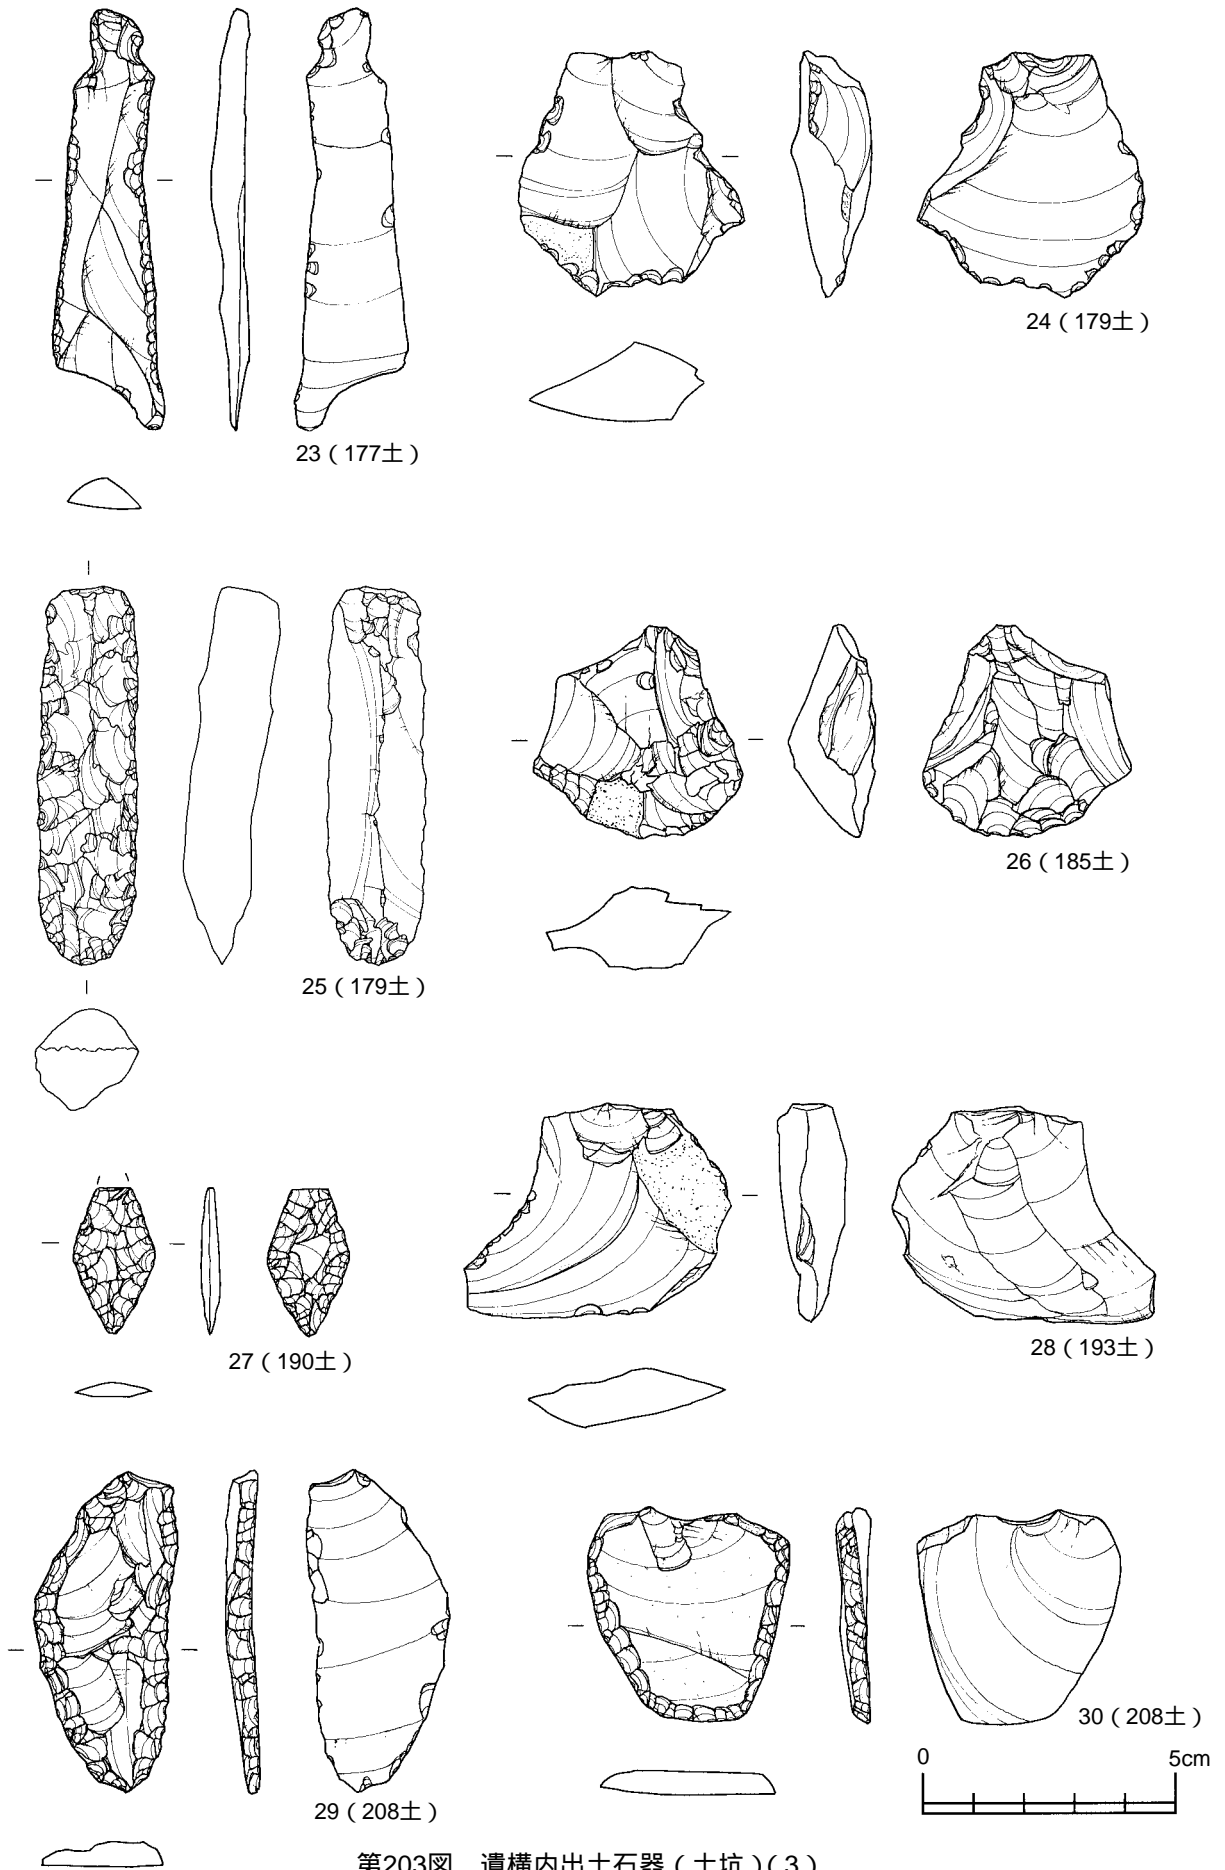 23（177土）
24（179土）
25（179土）
26（185土）
27（190土）
28（193土）
29（208土）
30（208土）
0 5cm
第203図 遺構内出土石器（土坑）(3)